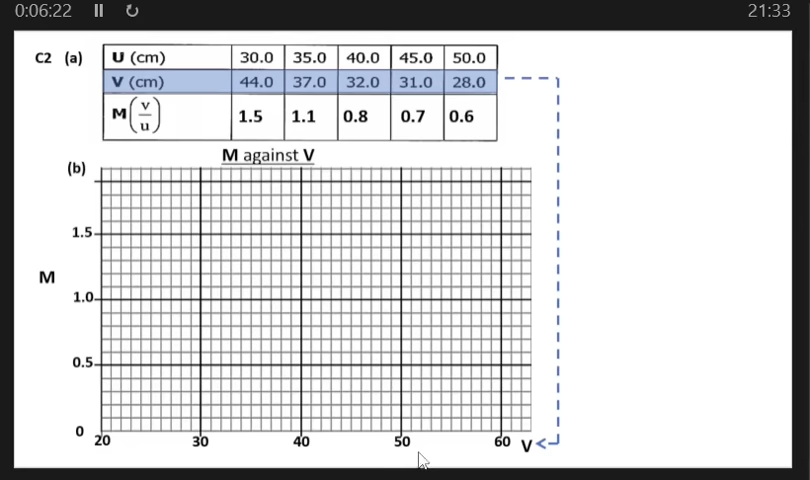 0:06:22
21:33
C2 (a) U (cm) 30.0 35.0 40.0 45.0 50.0
V (cm) 44.0 37.0 32.0 31.0 28.0
M(v/u) 1.5 1.1 0.8 0.7 0.6
M against V
(b)
1.5
M
1.0
0.5
0
20 30 40 50 60 V